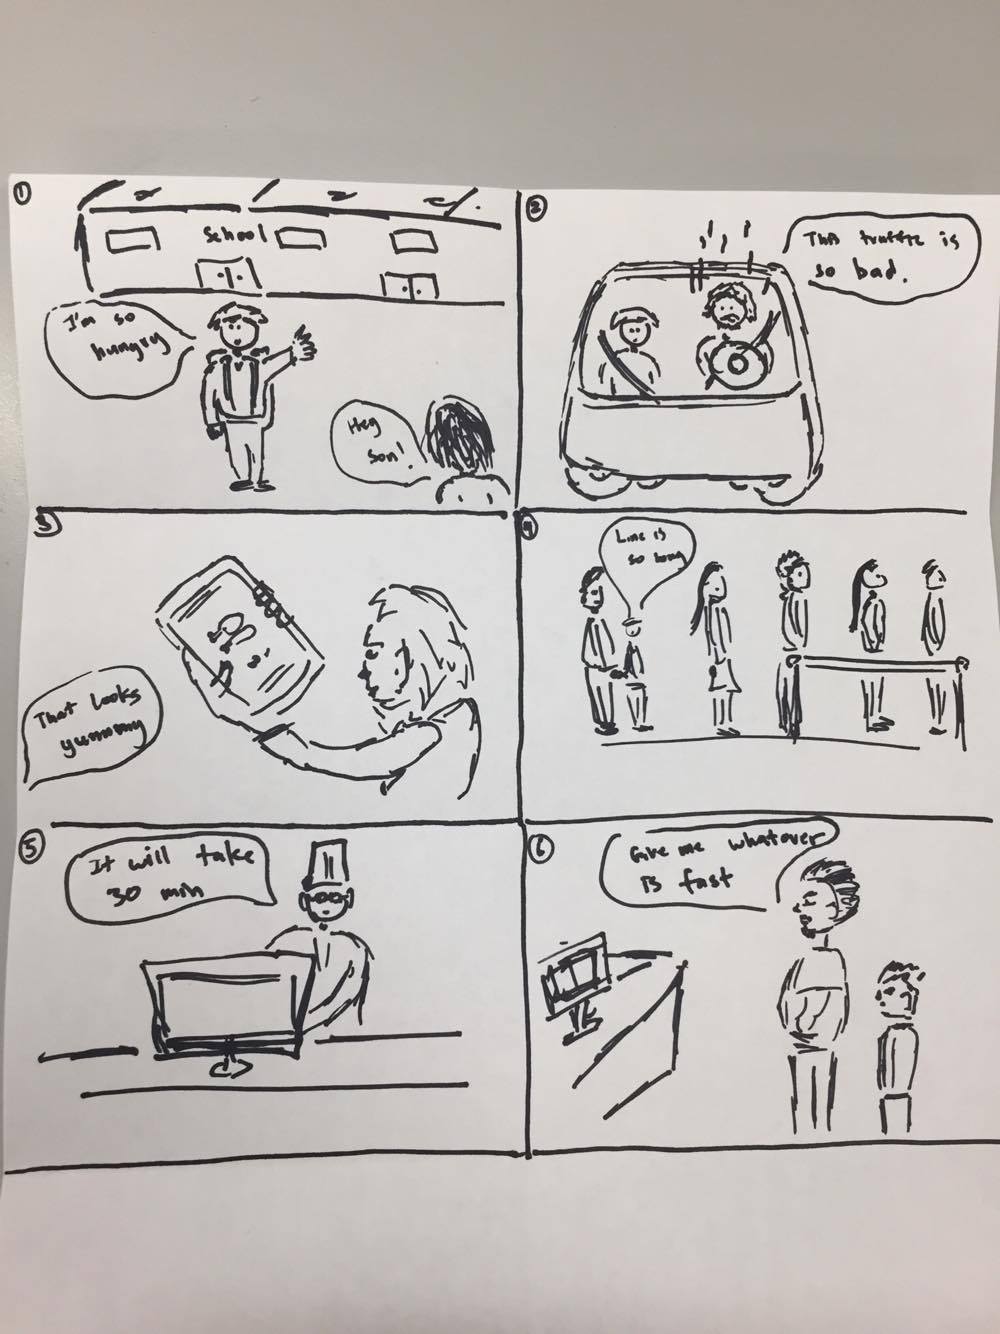 1
School
I'm so
hungry
Hey
son!
2
This traffic is
so bad.
3
That looks
yummy
4
Line is
so long
5
It will take
30 min
6
Give me whatever
is fast